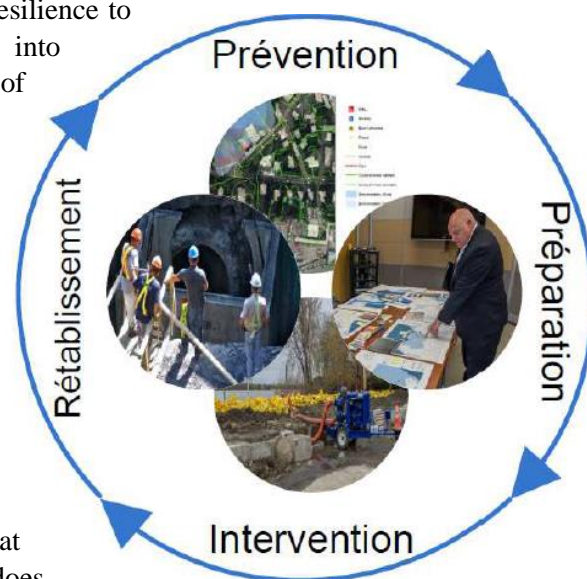 esilience to
into
of
Prévention
Préparation
Rétablissement
Intervention
at
does